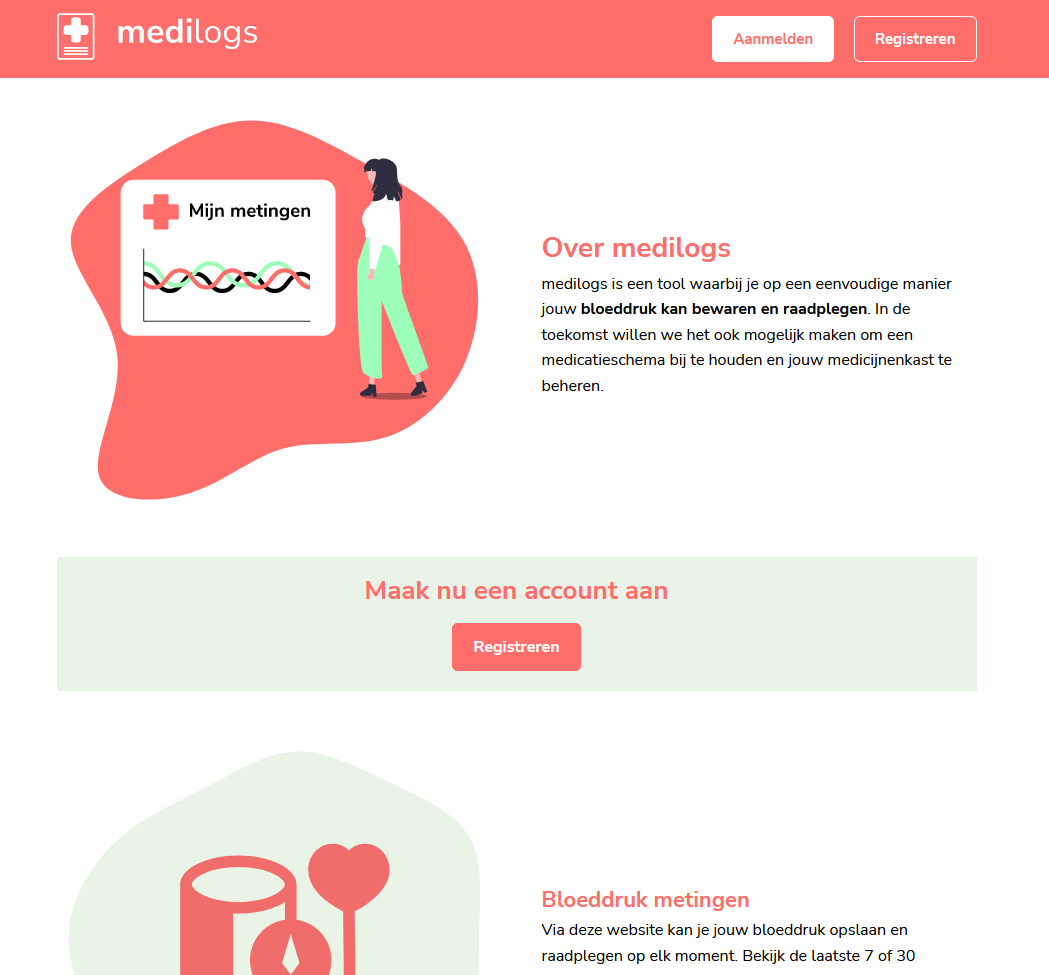 medilogs
Aanmelden
Registreren
Mijn metingen
Over medilogs
medilogs is een tool waarbij je op een eenvoudige manier
jouw bloeddruk kan bewaren en raadplegen. In de
toekomst willen we het ook mogelijk maken om een
medicatieschema bij te houden en jouw medicijnenkast te
beheren.
Maak nu een account aan
Registreren
Bloeddruk metingen
Via deze website kan je jouw bloeddruk opslaan en
raadplegen op elk moment. Bekijk de laatste 7 of 30